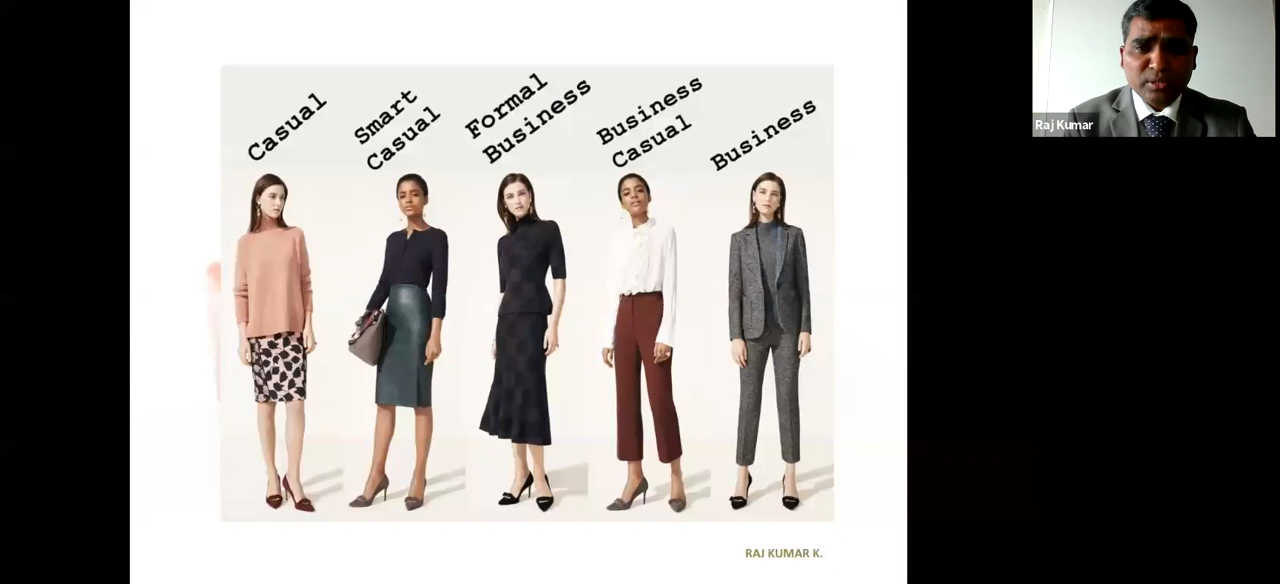 Casual
Smart
Casual
Formal
Business
Business
Casual
Business
RAJ KUMAR K.
Raj Kumar